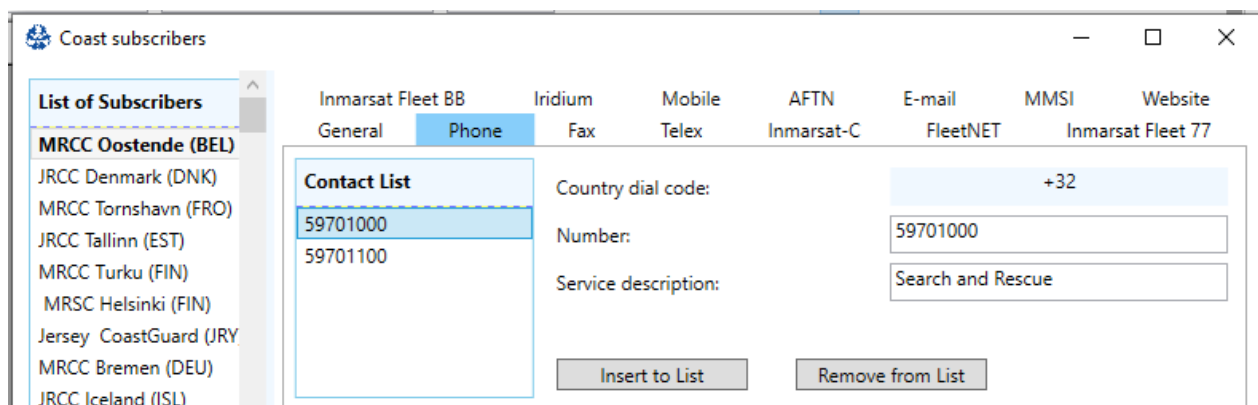 Coast subscribers
List of Subscribers
MRCC Oostende (BEL)
JRCC Denmark (DNK)
MRCC Tornshavn (FRO)
JRCC Tallinn (EST)
MRCC Turku (FIN)
MRSC Helsinki (FIN)
Jersey CoastGuard (JRY
MRCC Bremen (DEU)
JRCC Iceland (ISL)
Inmarsat Fleet BB Iridium Mobile AFTN E-mail MMSI Website
General Phone Fax Telex Inmarsat-C FleetNET Inmarsat Fleet 77
Contact List
59701000
59701100
Country dial code: +32
Number: 59701000
Service description: Search and Rescue
Insert to List Remove from List